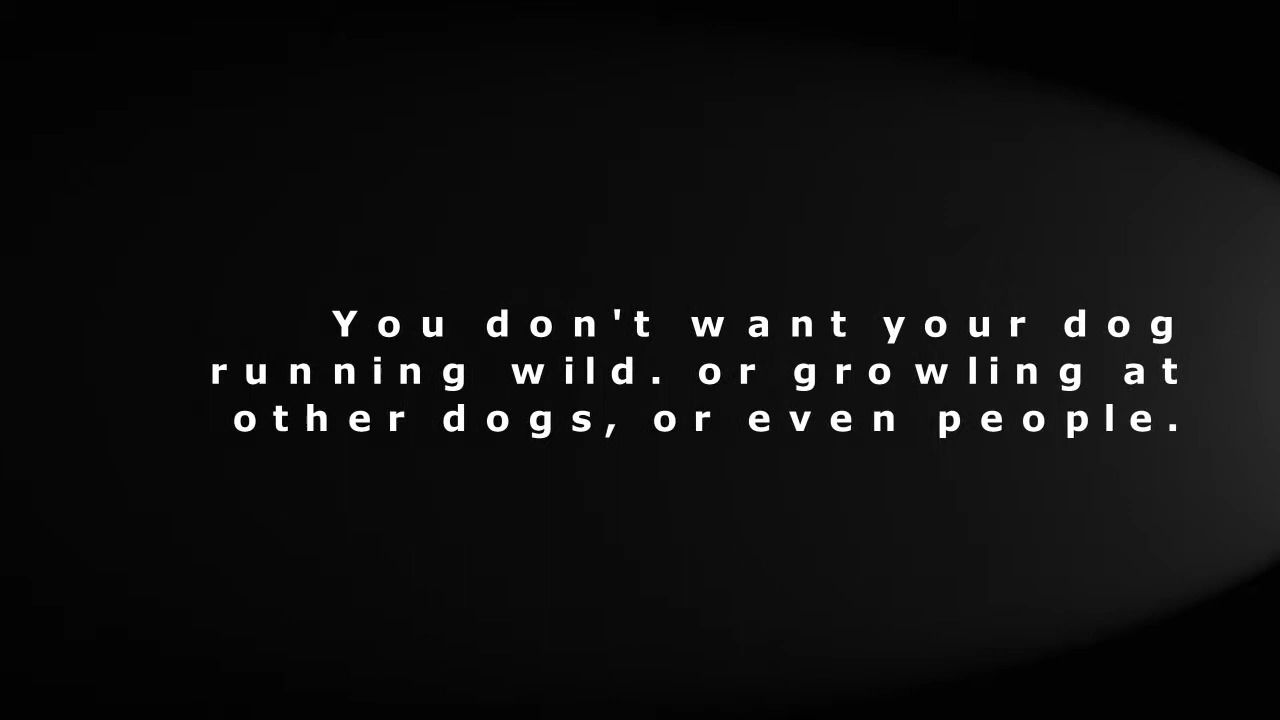 You don't want your dog
running wild. or growling at
other dogs, or even people.